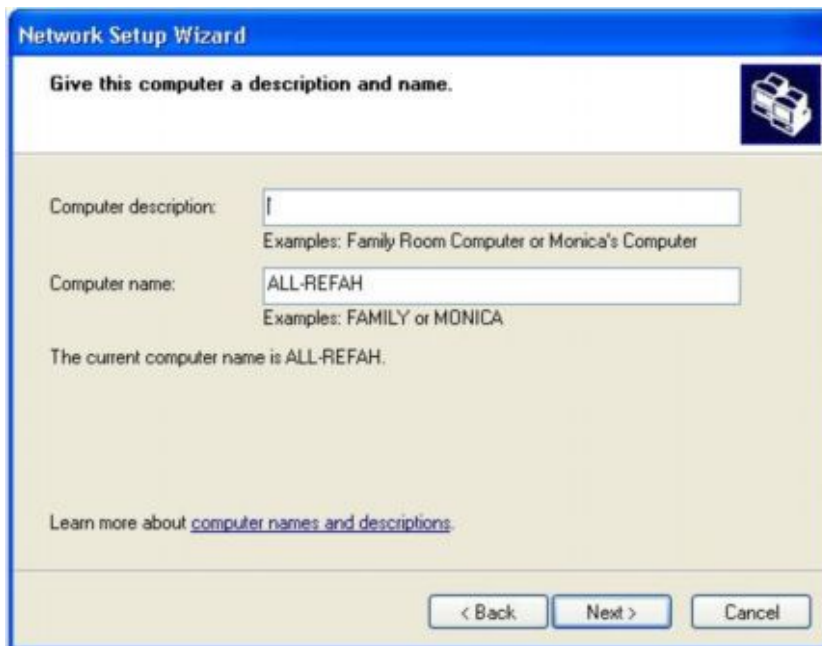 Network Setup Wizard
Give this computer a description and name.
Computer description:
Examples: Family Room Computer or Monica's Computer
Computer name: ALL-REFAH
Examples: FAMILY or MONICA
The current computer name is ALL-REFAH.
Learn more about computer names and descriptions.
< Back Next > Cancel